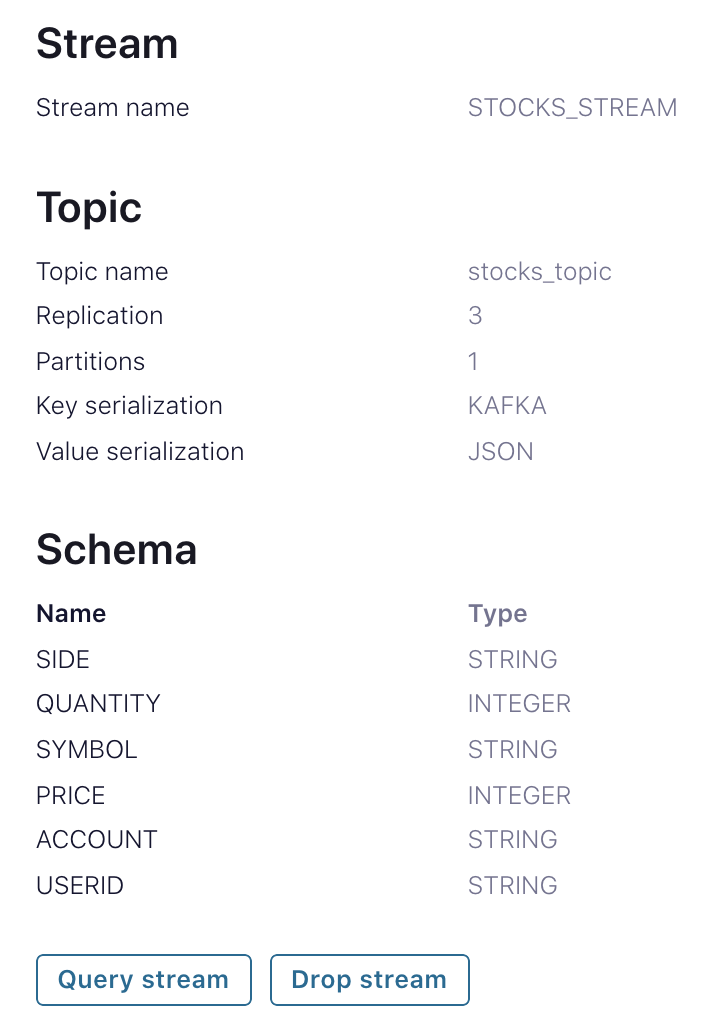 Stream
Stream name STOCKS_STREAM
Topic
Topic name stocks_topic
Replication 3
Partitions 1
Key serialization KAFKA
Value serialization JSON
Schema
Name Type
SIDE STRING
QUANTITY INTEGER
SYMBOL STRING
PRICE INTEGER
ACCOUNT STRING
USERID STRING
Query stream Drop stream